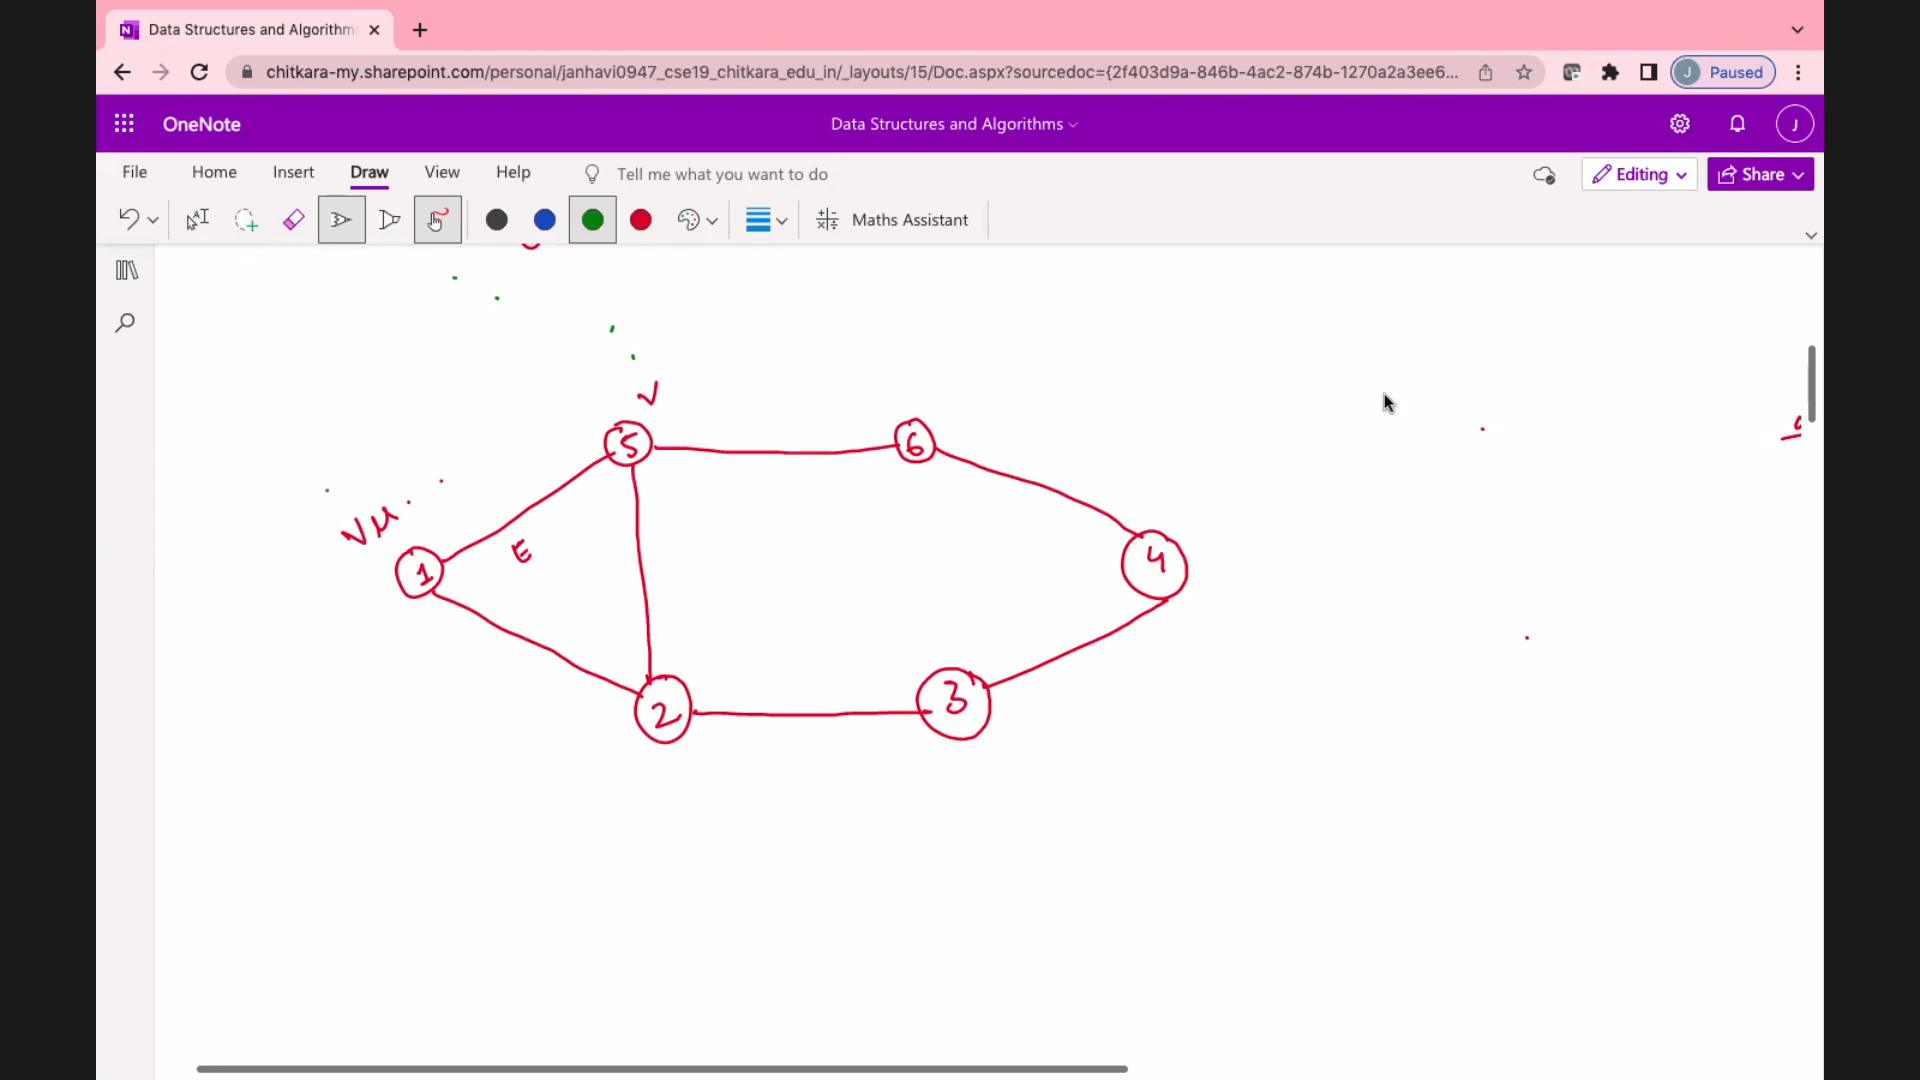 Data Structures and Algorithm
chitkara-my.sharepoint.com/personal/janhavi0947_cse19_chitkara_edu_in/_layouts/15/Doc.aspx?sourcedoc={2f403d9a-846b-4ac2-874b-1270a2a3ee6...
J Paused
OneNote
Data Structures and Algorithms
J
File Home Insert Draw View Help Tell me what you want to do
Editing Share
Maths Assistant
V
5 6
E
1 4
2 3